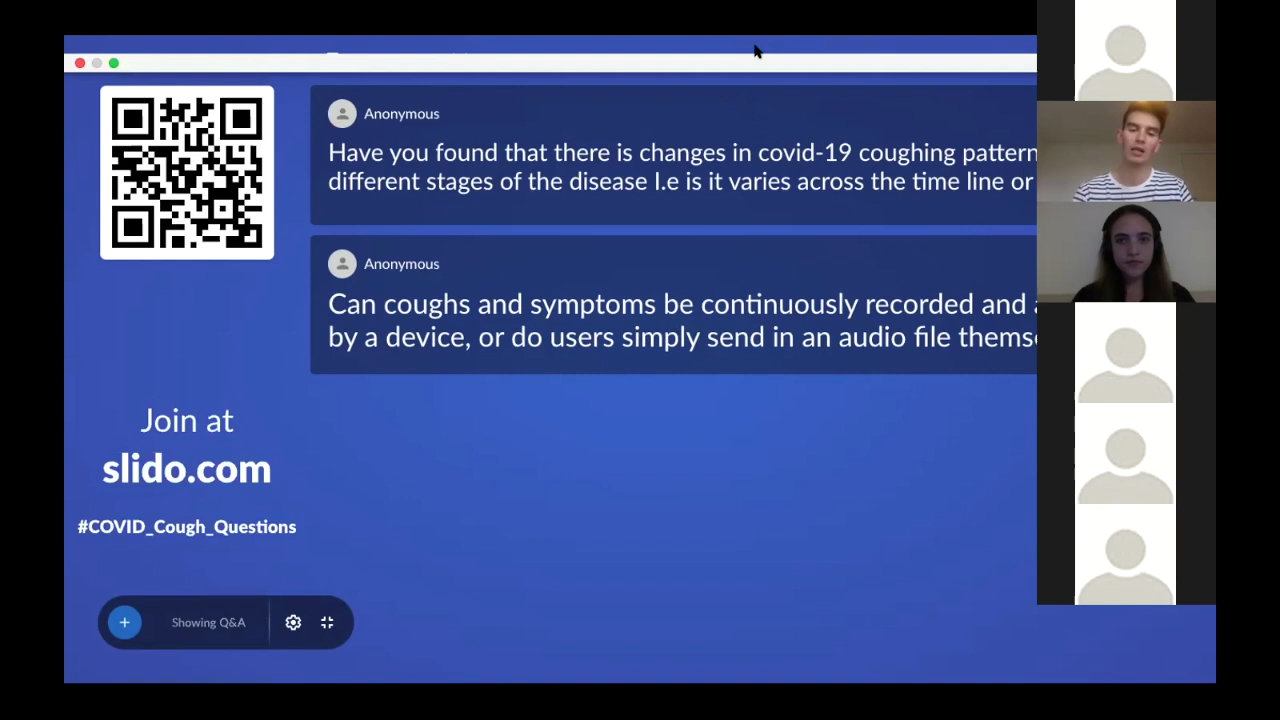 Anonymous
Have you found that there is changes in covid-19 coughing pattern
different stages of the disease I.e is it varies across the time line or
Anonymous
Can coughs and symptoms be continuously recorded and
by a device, or do users simply send in an audio file
Join at
slido.com
#COVID_Cough_Questions
Showing Q&A